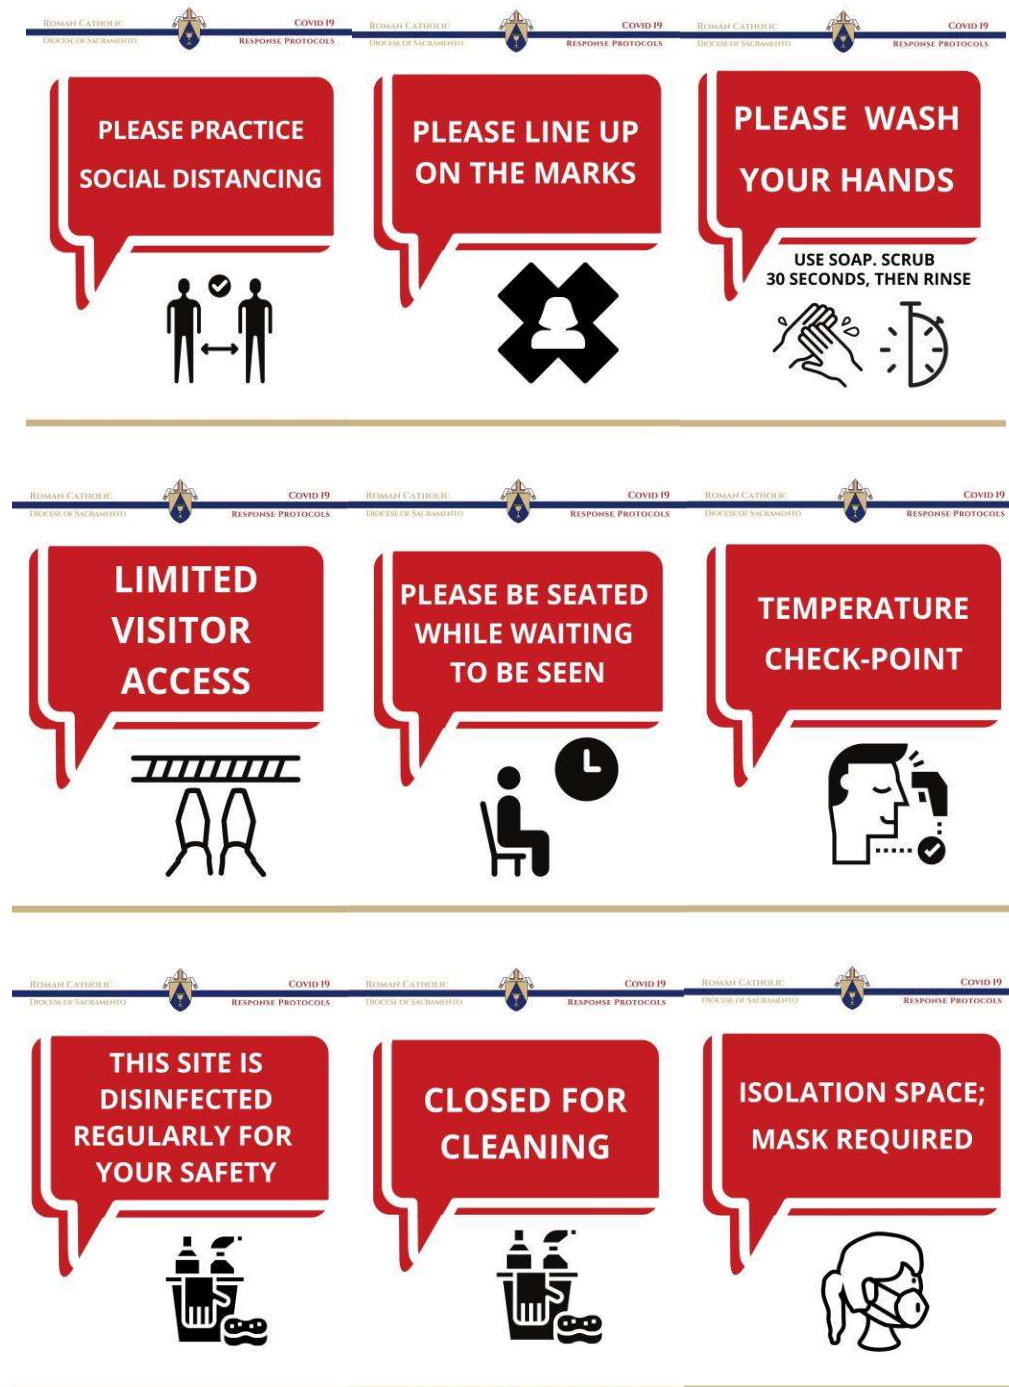 ROMAN CATHOLIC
COVID 19
DIOCESE OF SACRAMENTO
RESPONSE PROTOCOLS
PLEASE PRACTICE
SOCIAL DISTANCING
ROMAN CATHOLIC
COVID 19
DIOCESE OF SACRAMENTO
RESPONSE PROTOCOLS
PLEASE LINE UP
ON THE MARKS
ROMAN CATHOLIC
COVID 19
DIOCESE OF SACRAMENTO
RESPONSE PROTOCOLS
PLEASE WASH
YOUR HANDS
USE SOAP. SCRUB
30 SECONDS, THEN RINSE
ROMAN CATHOLIC
COVID 19
DIOCESE OF SACRAMENTO
RESPONSE PROTOCOLS
LIMITED
VISITOR
ACCESS
ROMAN CATHOLIC
COVID 19
DIOCESE OF SACRAMENTO
RESPONSE PROTOCOLS
PLEASE BE SEATED
WHILE WAITING
TO BE SEEN
ROMAN CATHOLIC
COVID 19
DIOCESE OF SACRAMENTO
RESPONSE PROTOCOLS
TEMPERATURE
CHECK-POINT
ROMAN CATHOLIC
COVID 19
DIOCESE OF SACRAMENTO
RESPONSE PROTOCOLS
THIS SITE IS
DISINFECTED
REGULARLY FOR
YOUR SAFETY
ROMAN CATHOLIC
COVID 19
DIOCESE OF SACRAMENTO
RESPONSE PROTOCOLS
CLOSED FOR
CLEANING
ROMAN CATHOLIC
COVID 19
DIOCESE OF SACRAMENTO
RESPONSE PROTOCOLS
ISOLATION SPACE;
MASK REQUIRED